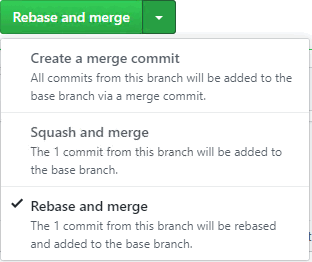 Rebase and merge
Create a merge commit
All commits from this branch will be added to the
base branch via a merge commit.
Squash and merge
The 1 commit from this branch will be added to
the base branch.
Rebase and merge
The 1 commit from this branch will be rebased
and added to the base branch.